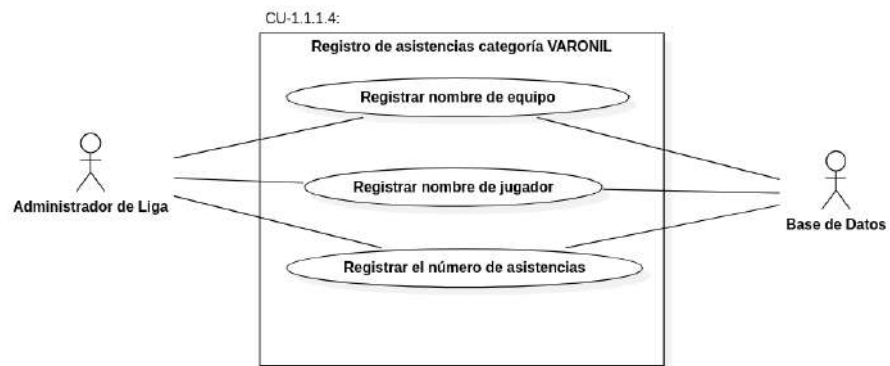 CU-1.1.1.4:
Registro de asistencias categoría VARONIL
Registrar nombre de equipo
Registrar nombre de jugador
Administrador de Liga
Base de Datos
Registrar el número de asistencias